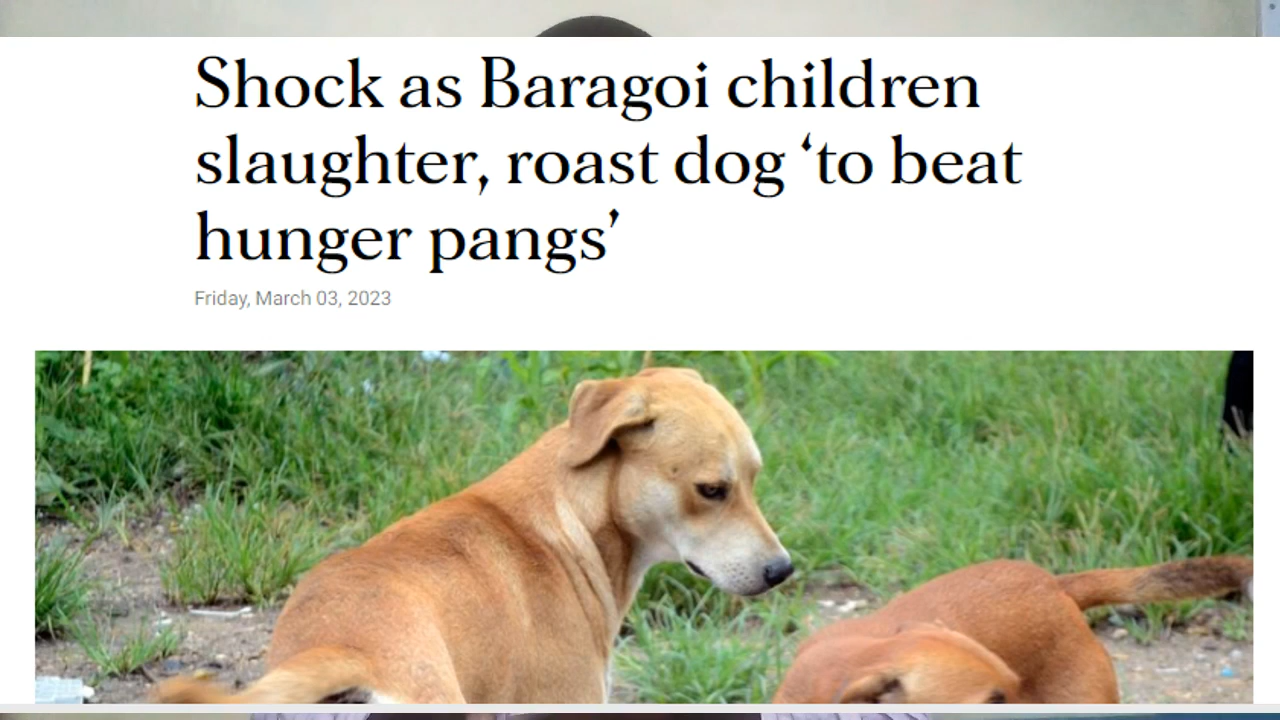 Shock as Baragoi children
slaughter, roast dog ‘to beat
hunger pangs’
Friday, March 03, 2023